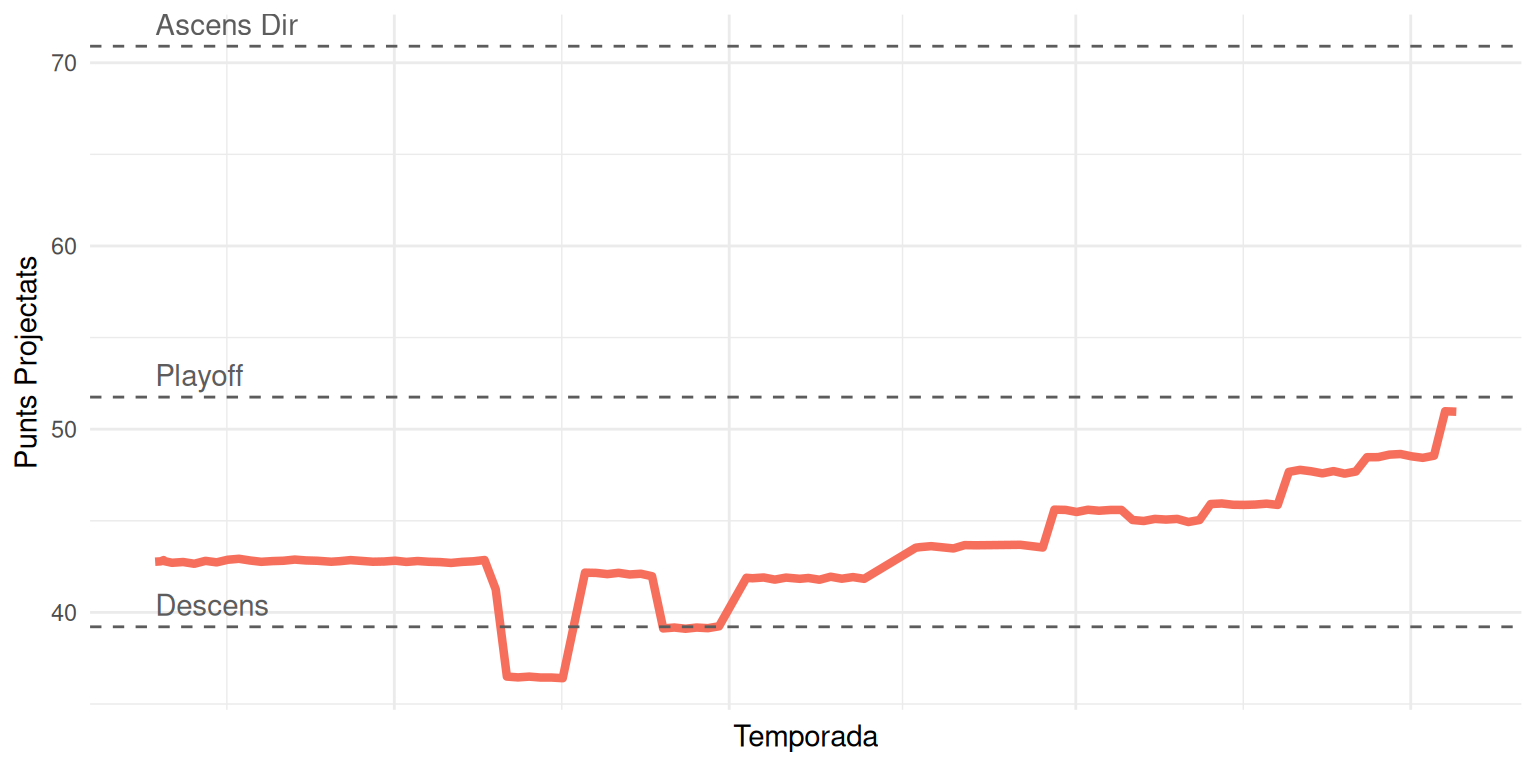 Ascens Dir
70
60
Punts Projectats
Playoff
50
Descens
40
Temporada